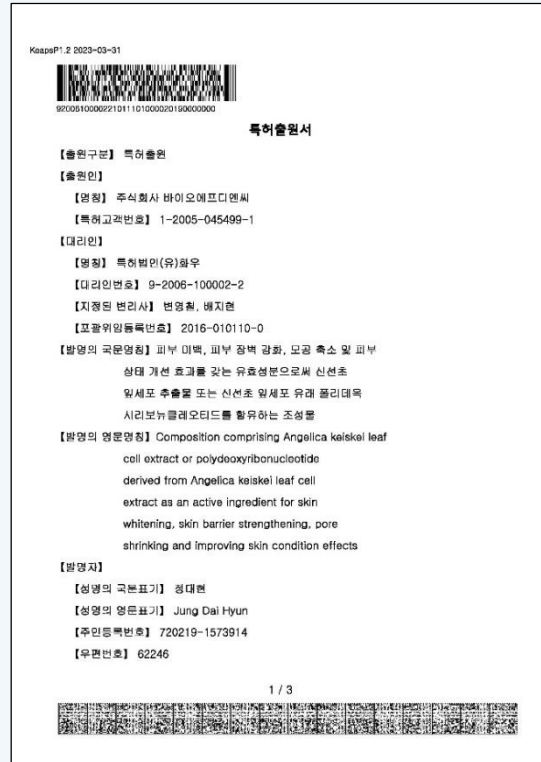 KeapsP1.2 2023-03-31
특허출원서
【출원구분】 특허출원
【출원인】
【명칭】 주식회사 바이오에프디엔씨
【특허고객번호】 1-2005-045499-1
【대리인】
【명칭】 특허법인(유)화우
【대리인번호】 9-2006-100002-2
【지정된 변리사】 변영철, 배지현
【포괄위임등록번호】 2016-010110-0
【발명의 국문명칭】 피부 미백, 피부 장벽 강화, 모공 축소 및 피부
상태 개선 효과를 갖는 유효성분으로써 신선초
잎세포 추출물 또는 신선초 잎세포 유래 폴리데옥
시리보뉴클레오티드를 함유하는 조성물
【발명의 영문명칭】 Composition comprising Angelica keiskei leaf
cell extract or polydeoxyribonucleotide
derived from Angelica keiskei leaf cell
extract as an active ingredient for skin
whitening, skin barrier strengthening, pore
shrinking and improving skin condition effects
【발명자】
【성명의 국문표기】 정대현
【성명의 영문표기】 Jung Dai Hyun
【주민등록번호】 720219-1573914
【우편번호】 62246
1 / 3